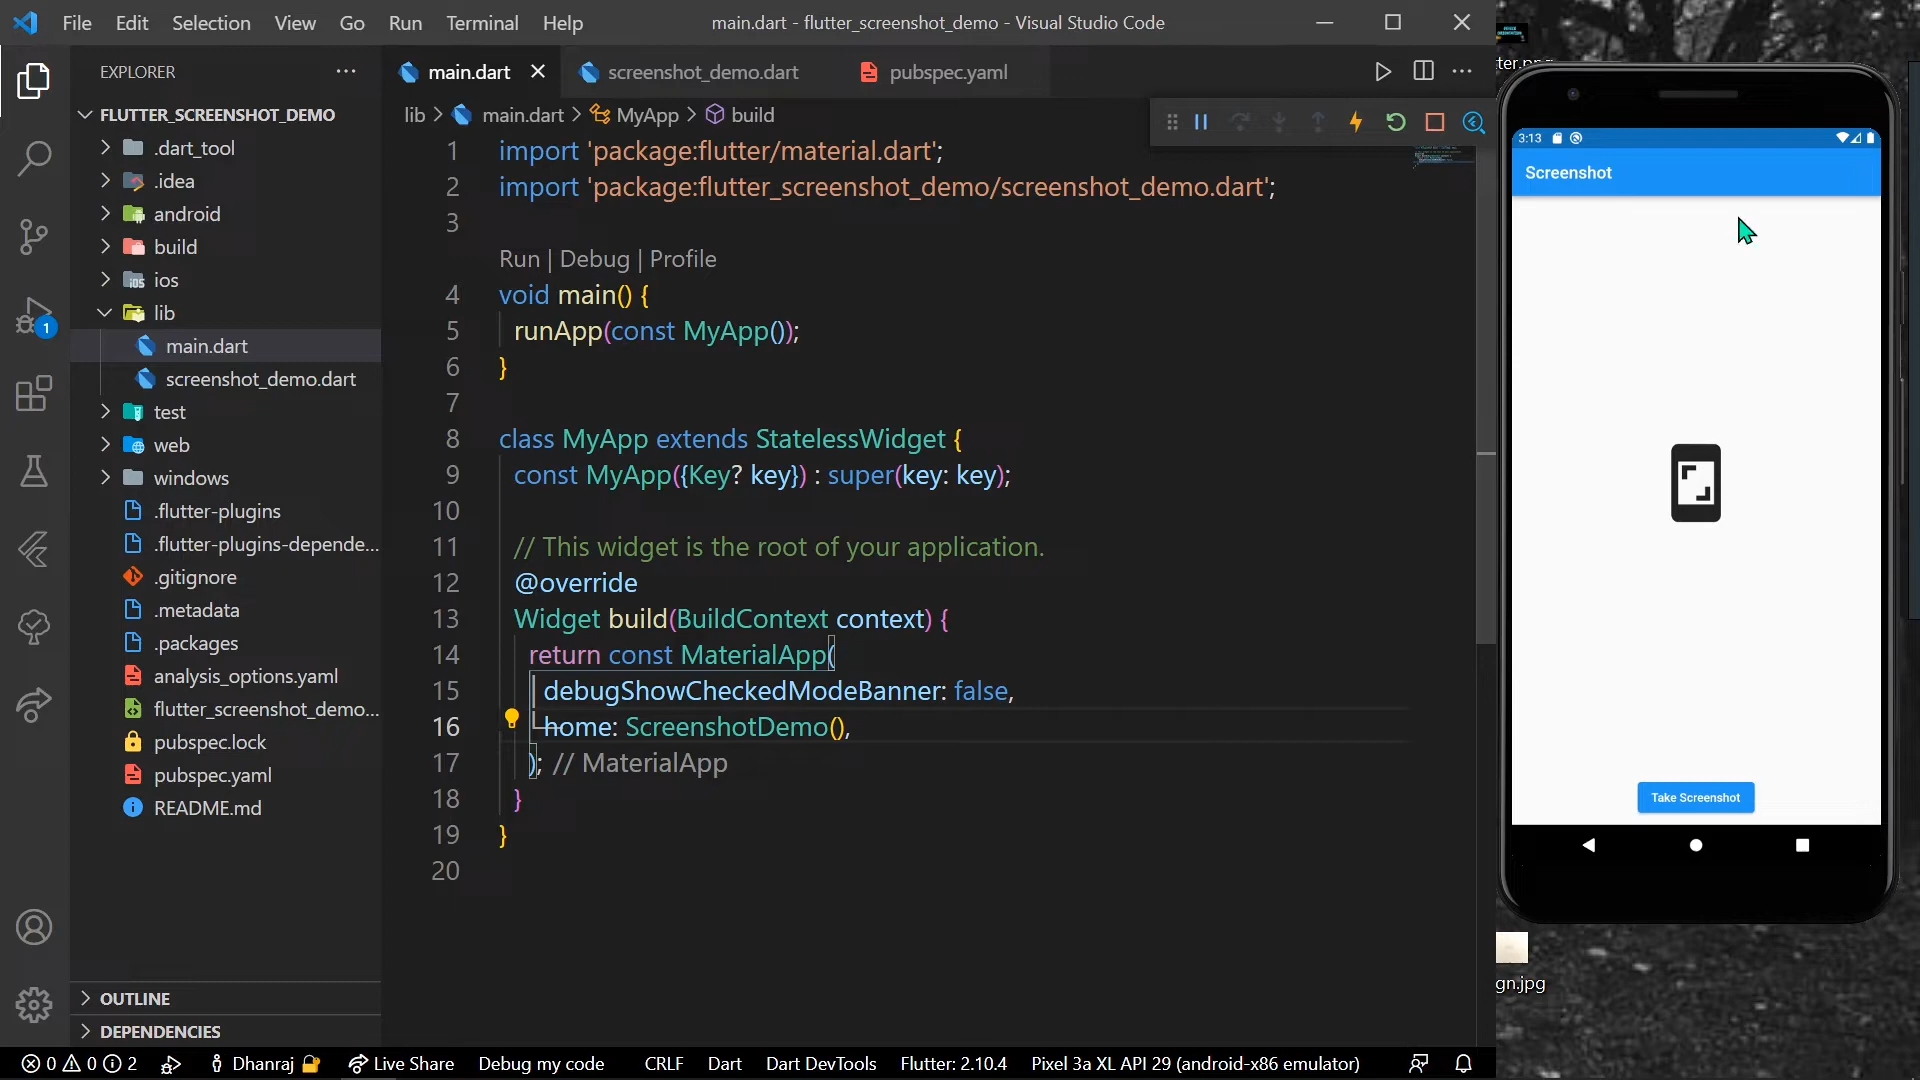 File Edit Selection View Go Run Terminal Help
main.dart - flutter_screenshot_demo - Visual Studio Code
EXPLORER
FLUTTER_SCREENSHOT_DEMO
.dart_tool
.idea
android
build
ios
lib
main.dart
screenshot_demo.dart
test
web
windows
.flutter-plugins
.flutter-plugins-depende...
.gitignore
.metadata
.packages
analysis_options.yaml
flutter_screenshot_demo...
pubspec.lock
pubspec.yaml
README.md
OUTLINE
DEPENDENCIES
1
main.dart
screenshot_demo.dart
pubspec.yaml
lib > main.dart > MyApp > build
1 import 'package:flutter/material.dart';
2 import 'package:flutter_screenshot_demo/screenshot_demo.dart';
3
Run | Debug | Profile
4 void main() {
5 runApp(const MyApp());
6 }
7
8 class MyApp extends StatelessWidget {
9 const MyApp({Key? key}) : super(key: key);
10
11 // This widget is the root of your application.
12 @override
13 Widget build(BuildContext context) {
14 return const MaterialApp(
15 debugShowCheckedModeBanner: false,
16 home: ScreenshotDemo(),
17 ); // MaterialApp
18 }
19 }
20
0 0 2 Dhanraj Live Share Debug my code CRLF Dart Dart DevTools Flutter: 2.10.4 Pixel 3a XL API 29 (android-x86 emulator)
ter.png
3:13
Screenshot
Take Screenshot
gn.jpg